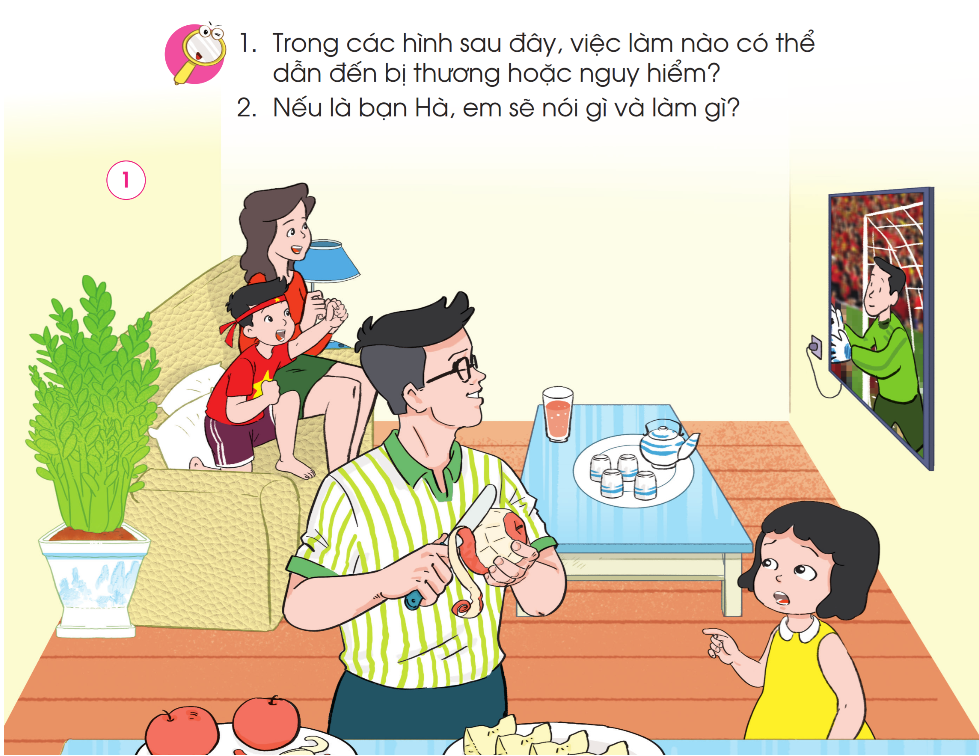 1. Trong các hình sau đây, việc làm nào có thể
dẫn đến bị thương hoặc nguy hiểm?
2. Nếu là bạn Hà, em sẽ nói gì và làm gì?
1